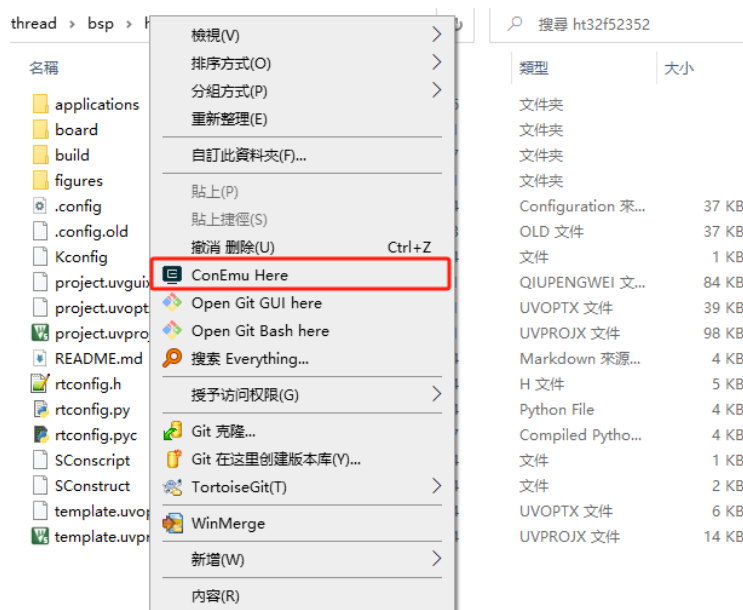 thread > bsp > h
搜尋 ht32f52352
名稱
類型
大小
applications
文件夹
board
文件夹
build
文件夹
figures
文件夹
.config
Configuration 來...
37 KB
.config.old
OLD 文件
37 KB
Kconfig
文件
1 KB
project.uvguix
QIUPENGWEI 文...
84 KB
project.uvopt
UVOPTX 文件
39 KB
project.uvproj
UVPROJX 文件
98 KB
README.md
Markdown 來源...
4 KB
rtconfig.h
H 文件
5 KB
rtconfig.py
Python File
4 KB
rtconfig.pyc
Compiled Pytho...
4 KB
SConscript
文件
1 KB
SConstruct
文件
2 KB
template.uvop
UVOPTX 文件
6 KB
template.uvpr
UVPROJX 文件
14 KB
檢視(V)
排序方式(O)
分組方式(P)
重新整理(E)
自訂此資料夾(F)...
貼上(P)
貼上捷徑(S)
撤消 删除(U) Ctrl+Z
ConEmu Here
Open Git GUI here
Open Git Bash here
搜索 Everything...
授予访问权限(G)
Git 克隆...
Git 在这里创建版本库(Y)...
TortoiseGit(T)
WinMerge
新增(W)
內容(R)